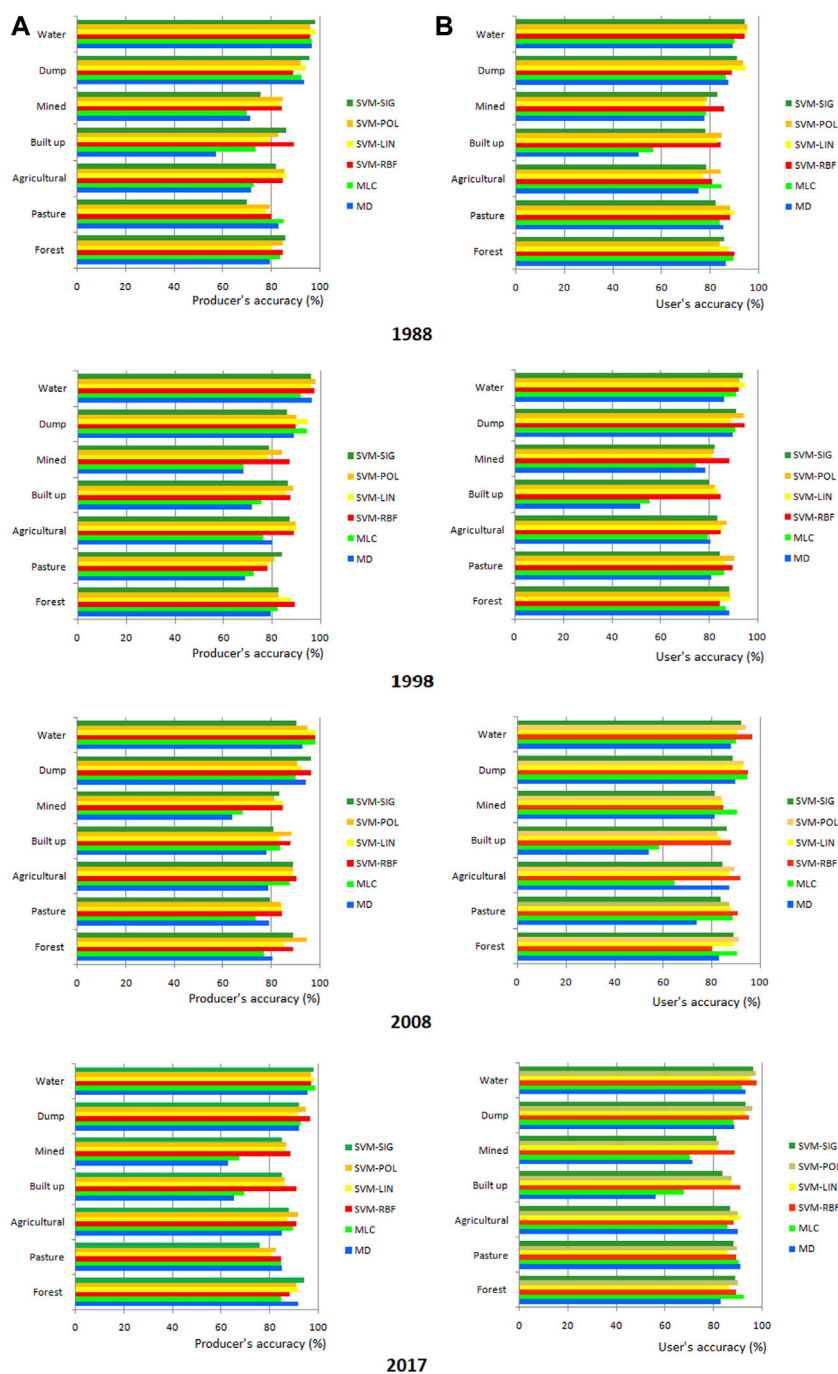 A
B
Water
Dump
Mined
Built up
Agricultural
Pasture
Forest
SVM-SIG
SVM-POL
SVM-LIN
SVM-RBF
MLC
MD
0 20 40 60 80 100
Producer's accuracy (%)
Water
Dump
Mined
Built up
Agricultural
Pasture
Forest
SVM-SIG
SVM-POL
SVM-LIN
SVM-RBF
MLC
MD
0 20 40 60 80 100
User's accuracy (%)
1988
Water
Dump
Mined
Built up
Agricultural
Pasture
Forest
SVM-SIG
SVM-POL
SVM-LIN
SVM-RBF
MLC
MD
0 20 40 60 80 100
Producer's accuracy (%)
Water
Dump
Mined
Built up
Agricultural
Pasture
Forest
SVM-SIG
SVM-POL
SVM-LIN
SVM-RBF
MLC
MD
0 20 40 60 80 100
User's accuracy (%)
1998
Water
Dump
Mined
Built up
Agricultural
Pasture
Forest
SVM-SIG
SVM-POL
SVM-LIN
SVM-RBF
MLC
MD
0 20 40 60 80 100
Producer's accuracy (%)
Water
Dump
Mined
Built up
Agricultural
Pasture
Forest
SVM-SIG
SVM-POL
SVM-LIN
SVM-RBF
MLC
MD
0 20 40 60 80 100
User's accuracy (%)
2008
Water
Dump
Mined
Built up
Agricultural
Pasture
Forest
SVM-SIG
SVM-POL
SVM-LIN
SVM-RBF
MLC
MD
0 20 40 60 80 100
Producer's accuracy (%)
Water
Dump
Mined
Built up
Agricultural
Pasture
Forest
SVM-SIG
SVM-POL
SVM-LIN
SVM-RBF
MLC
MD
0 20 40 60 80 100
User's accuracy (%)
2017